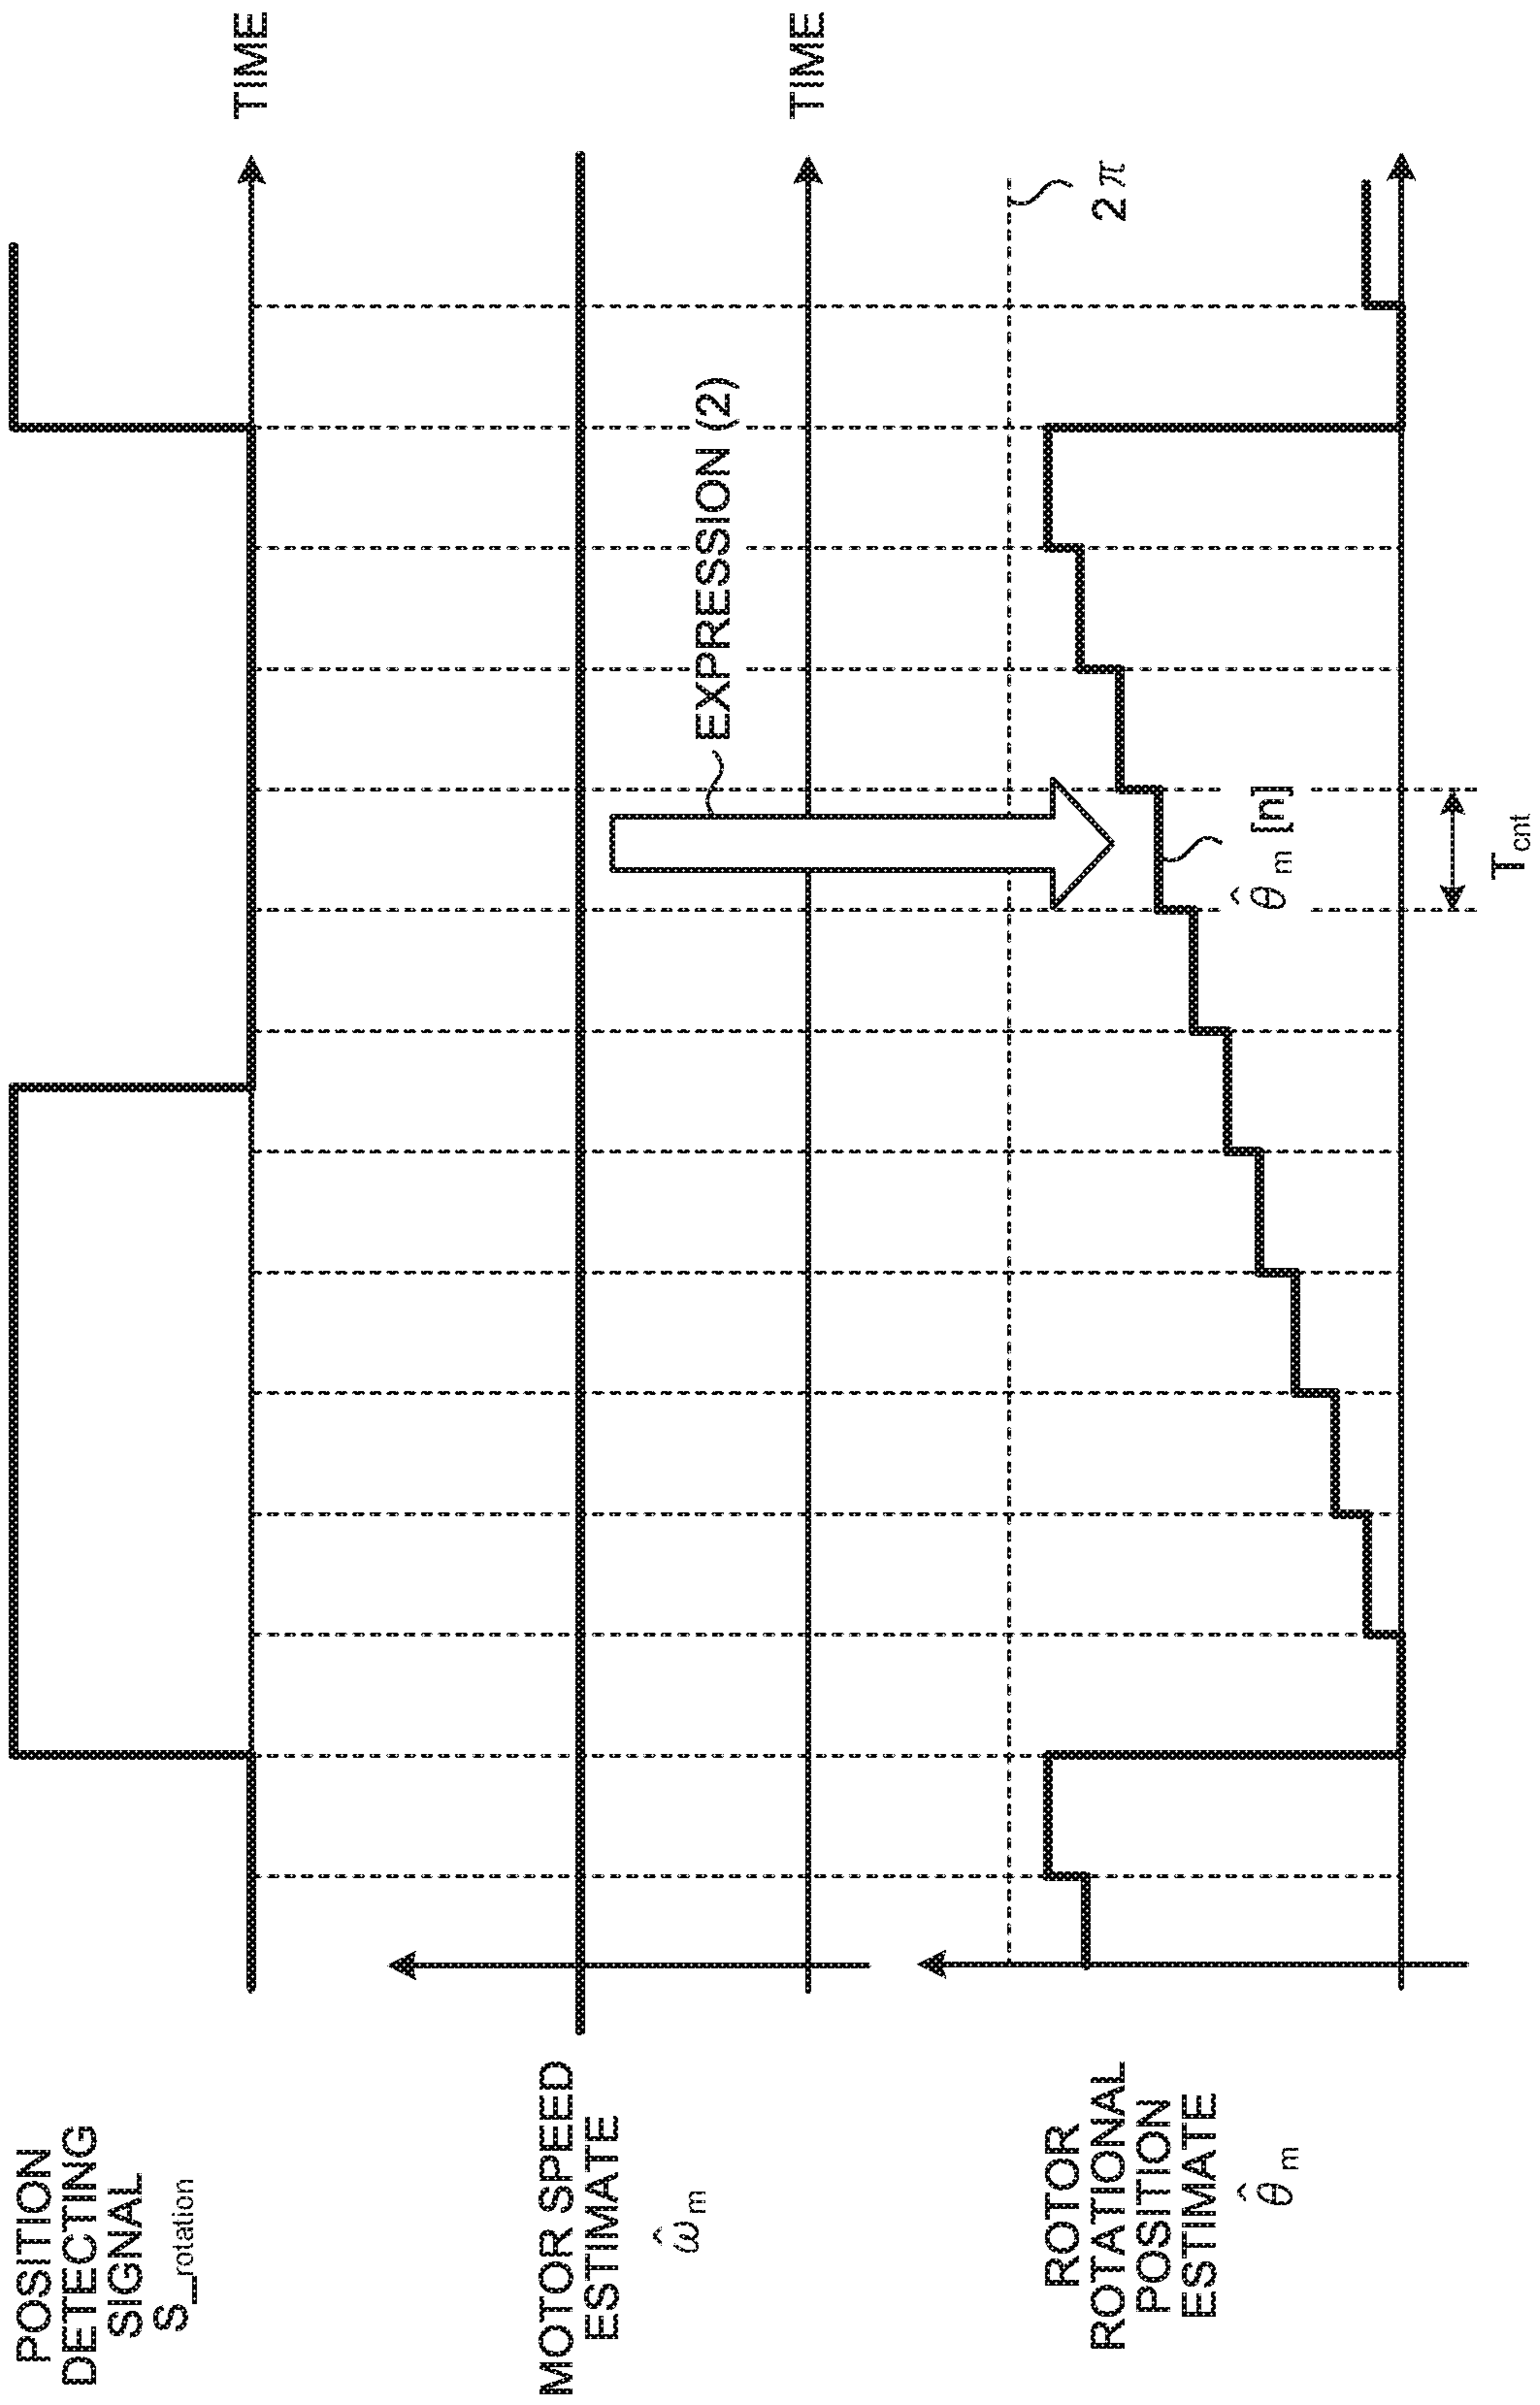 POSITION
DETECTING
SIGNAL
S_rotation
TIME
MOTOR SPEED
ESTIMATE
ω̂m
EXPRESSION (2)
TIME
ROTOR
ROTATIONAL
POSITION
ESTIMATE
θ̂m
2π
θ̂m [n]
Tcnt